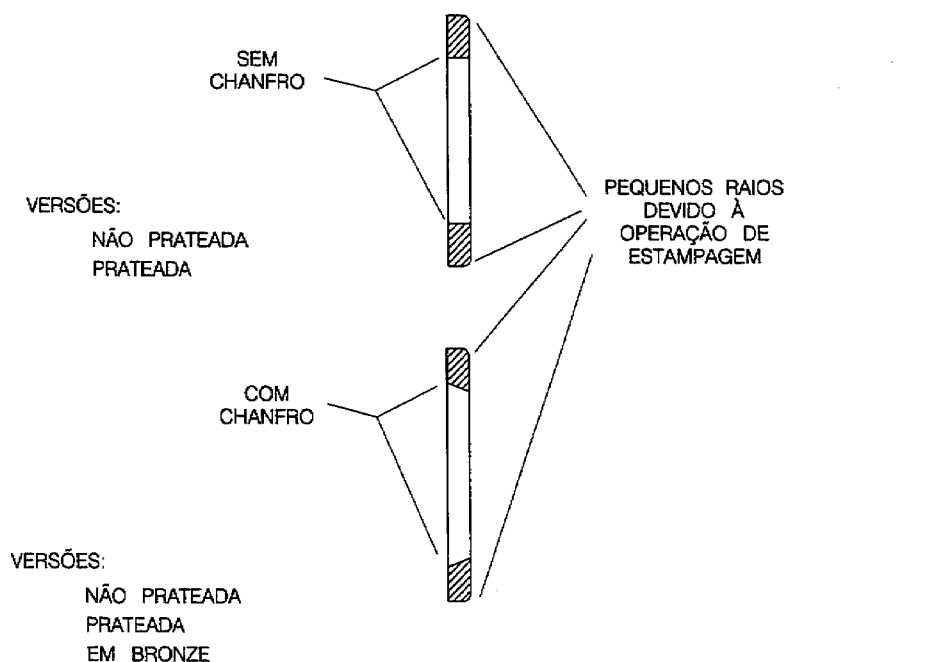 SEM
CHANFRO
VERSÕES:
NÃO PRATEADA
PRATEADA
PEQUENOS RAIOS
DEVIDO À
OPERAÇÃO DE
ESTAMPAGEM
COM
CHANFRO
VERSÕES:
NÃO PRATEADA
PRATEADA
EM BRONZE